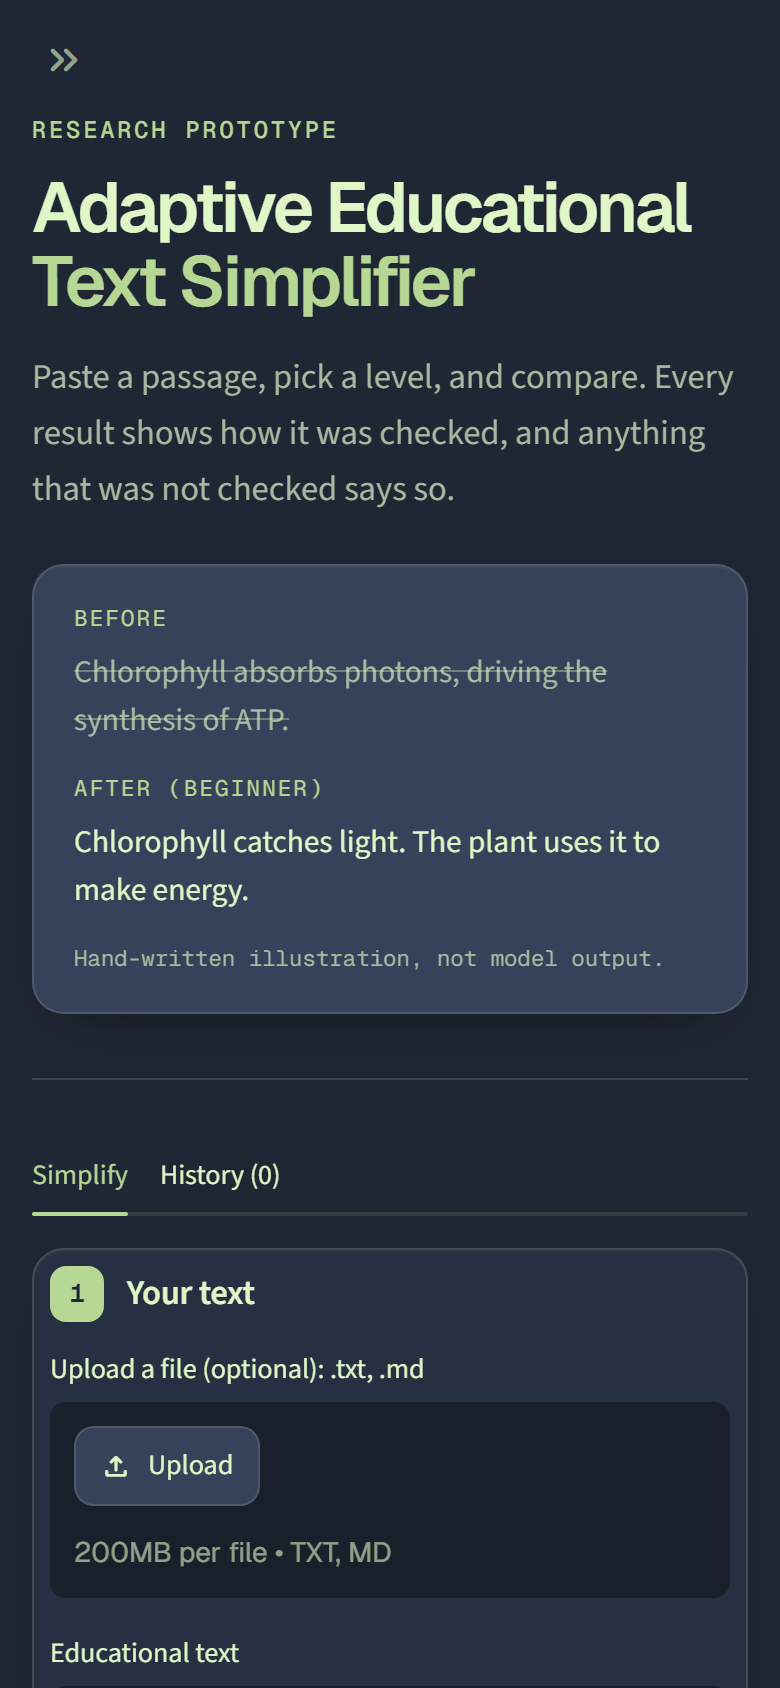 RESEARCH PROTOTYPE
Adaptive Educational
Text Simplifier
Paste a passage, pick a level, and compare. Every
result shows how it was checked, and anything
that was not checked says so.
BEFORE
Chlorophyll absorbs photons, driving the
synthesis of ATP.
AFTER (BEGINNER)
Chlorophyll catches light. The plant uses it to
make energy.
Hand-written illustration, not model output.
Simplify History (0)
1 Your text
Upload a file (optional): .txt, .md
Upload
200MB per file • TXT, MD
Educational text